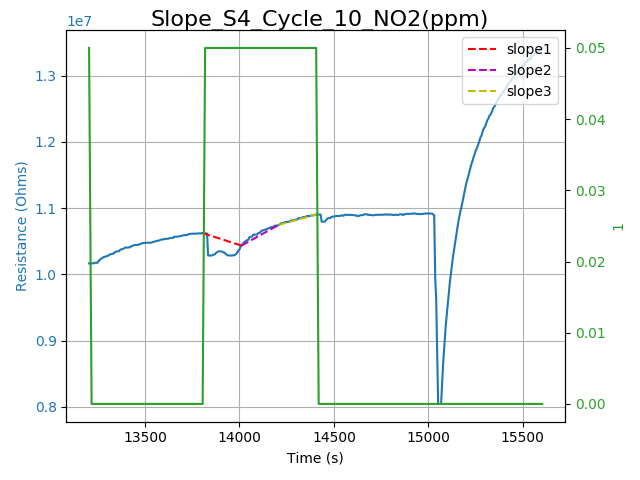 Slope_S4_Cycle_10_NO2(ppm)
1e7
slope1
slope2
slope3
1.3
1.2
1.1
1.0
0.9
0.8
Resistance (Ohms)
0.05
0.04
0.03
0.02
0.01
0.00
1
13500
14000
14500
15000
15500
Time (s)